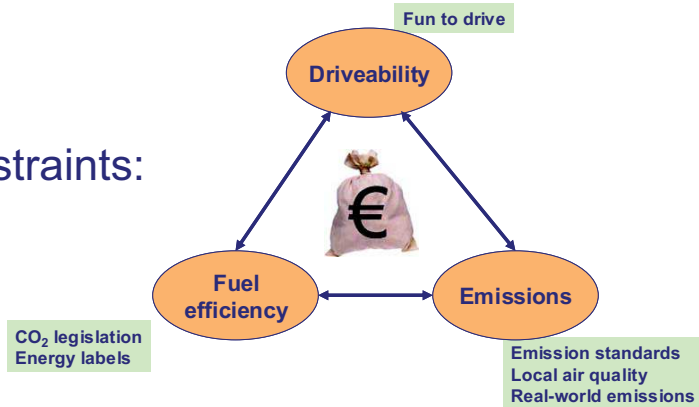 Fun to drive
Driveability
straints:
€
Fuel
efficiency
Emissions
CO₂ legislation
Energy labels
Emission standards
Local air quality
Real-world emissions